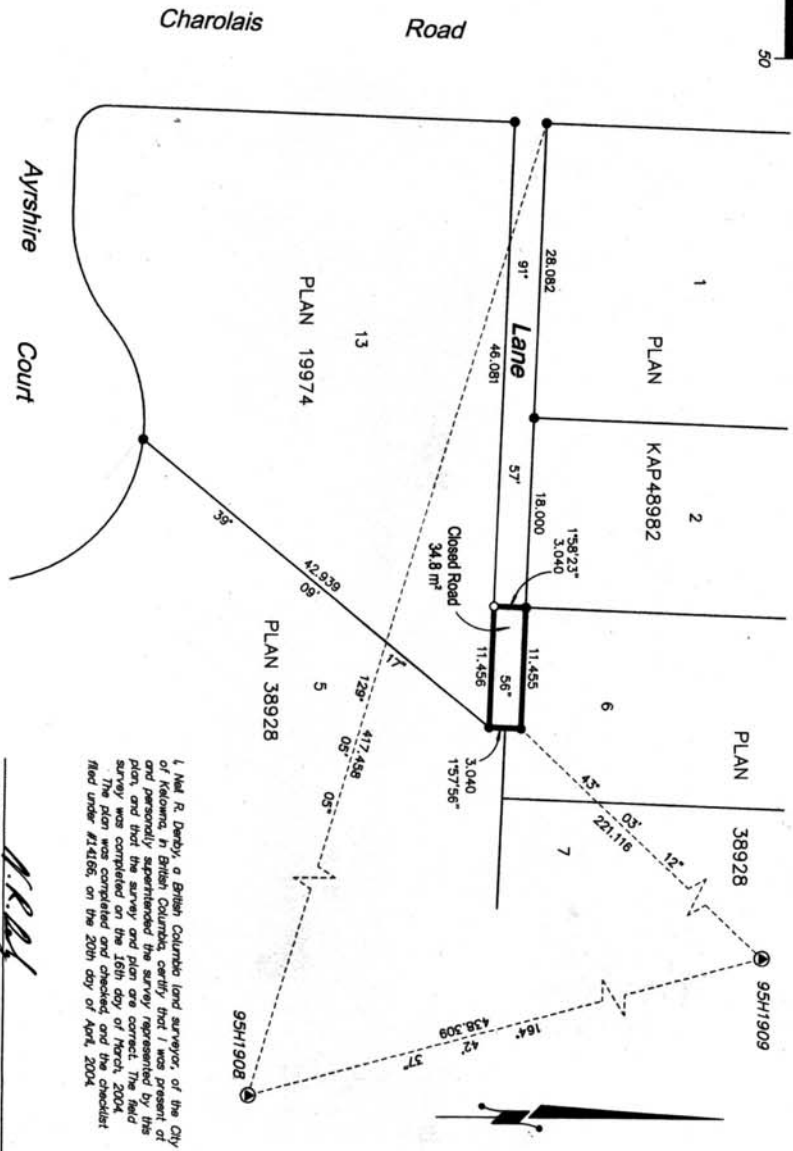 50
Charolais Road
Ayrshire Court
1
PLAN
KAP48982
2
28.082
18.000
91°
Lane
57'
46.081
13
PLAN 19974
1°58'23"
3.040
Closed Road
34.8 m²
11.455
56"
11.456
3.040
1°57'56"
6
PLAN 38928
7
43°
03'
221.116
12"
95H1909
39°
42.939
09'
17"
5
PLAN 38928
129°
417.458
05'
05"
164°
438.309
42'
37"
95H1908
I, Neil R. Denby, a British Columbia land surveyor, of the City
of Kelowna, in British Columbia, certify that I was present at
and personally superintended the survey represented by this
plan, and that the survey and plan are correct. The field
survey was completed on the 16th day of March, 2004.
The plan was completed and checked, and the checklist
filed under #14166, on the 20th day of April, 2004.